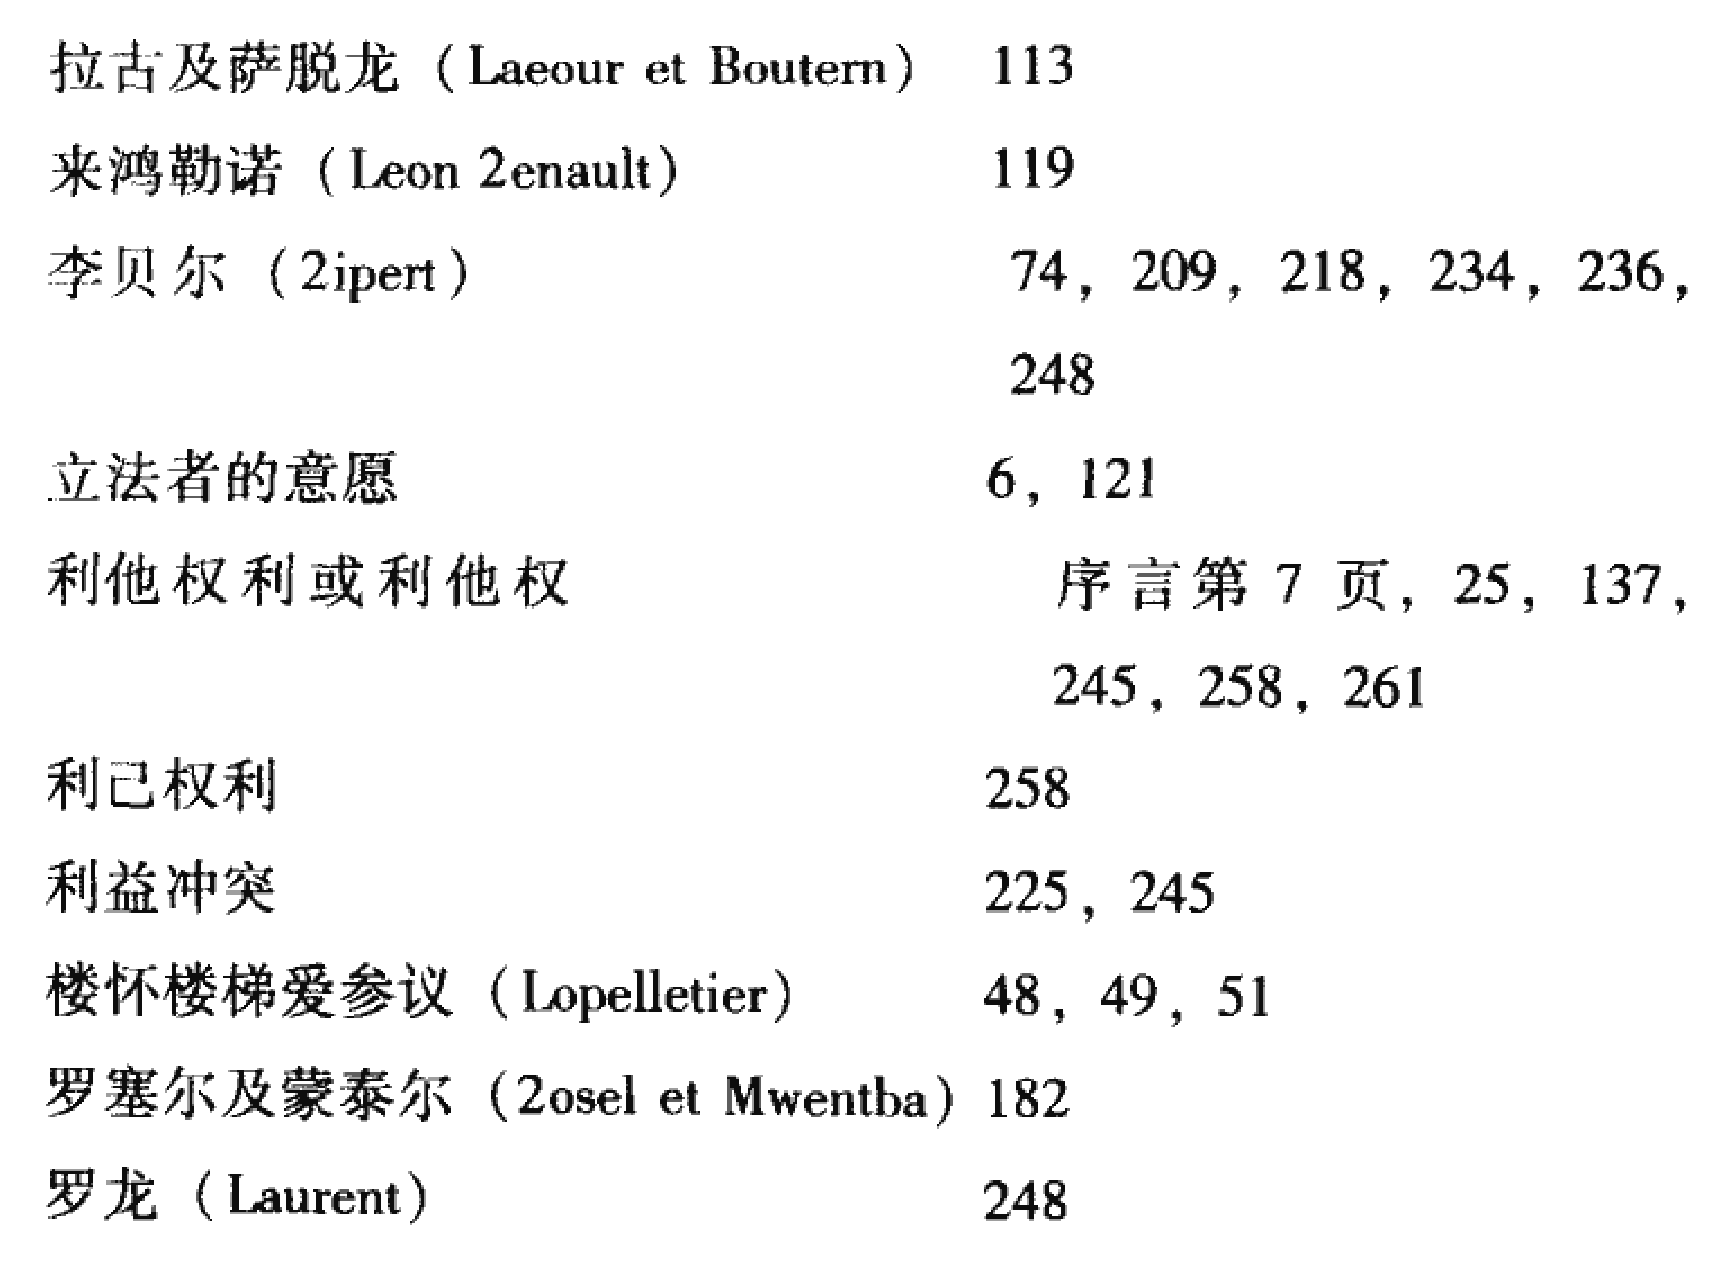 拉古及萨脱龙（Laeour et Boutern） 113
来鸿勒诺（Leon 2enault） 119
李贝尔（2ipert） 74，209，218，234，236，
248
立法者的意愿 6，121
利他权利或利他权 序言第 7 页，25，137，
245，258，261
利己权利 258
利益冲突 225，245
楼怀楼梯爱参议（Lopelletier） 48，49，51
罗塞尔及蒙泰尔（2osel et Mwentba） 182
罗龙（Laurent） 248